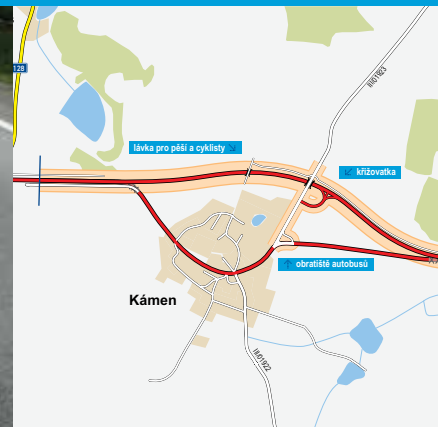 128
III/01923
lávka pro pěší a cyklisty ↘
↙ křižovatka
↑ obratiště autobusů
Kámen
III/01922